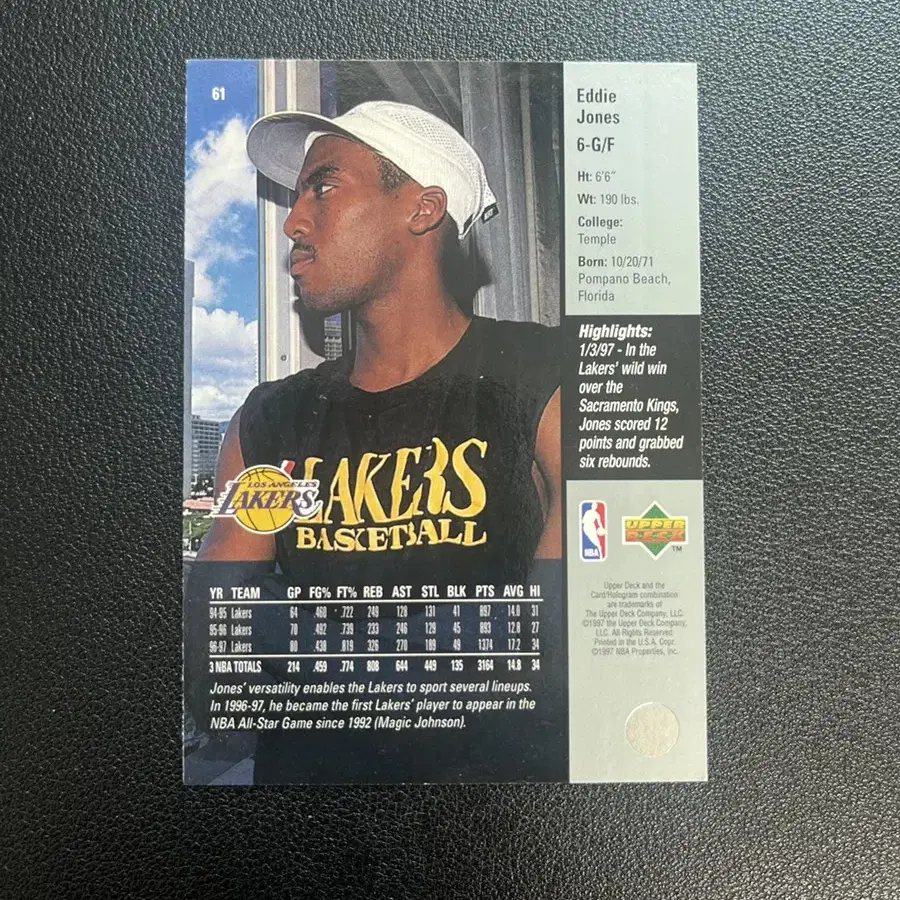 61
Eddie
Jones
6-G/F
Ht: 6'6"
Wt: 190 lbs.
College:
Temple
Born: 10/20/71
Pompano Beach,
Florida
Highlights:
1/3/97 - In the
Lakers' wild win
over the
Sacramento Kings,
Jones scored 12
points and grabbed
six rebounds.
LAKERS
BASKETBALL
LOS ANGELES
LAKERS
NBA
UPPER
DECK
TM
Upper Deck and the
Card/Hologram combination
are trademarks of
The Upper Deck Company, LLC.
©1997 the Upper Deck Company,
LLC. All Rights Reserved.
Printed in the U.S.A. Copr.
©1997 NBA Properties, Inc.
YR TEAM GP FG% FT% REB AST STL BLK PTS AVG HI
94-95 Lakers 64 .460 .722 249 128 131 41 897 14.0 31
95-96 Lakers 70 .492 .739 233 246 129 45 893 12.8 27
96-97 Lakers 80 .438 .819 326 270 189 49 1374 17.2 34
3 NBA TOTALS 214 .459 .774 808 644 449 135 3164 14.8 34
Jones' versatility enables the Lakers to sport several lineups.
In 1996-97, he became the first Lakers' player to appear in the
NBA All-Star Game since 1992 (Magic Johnson).